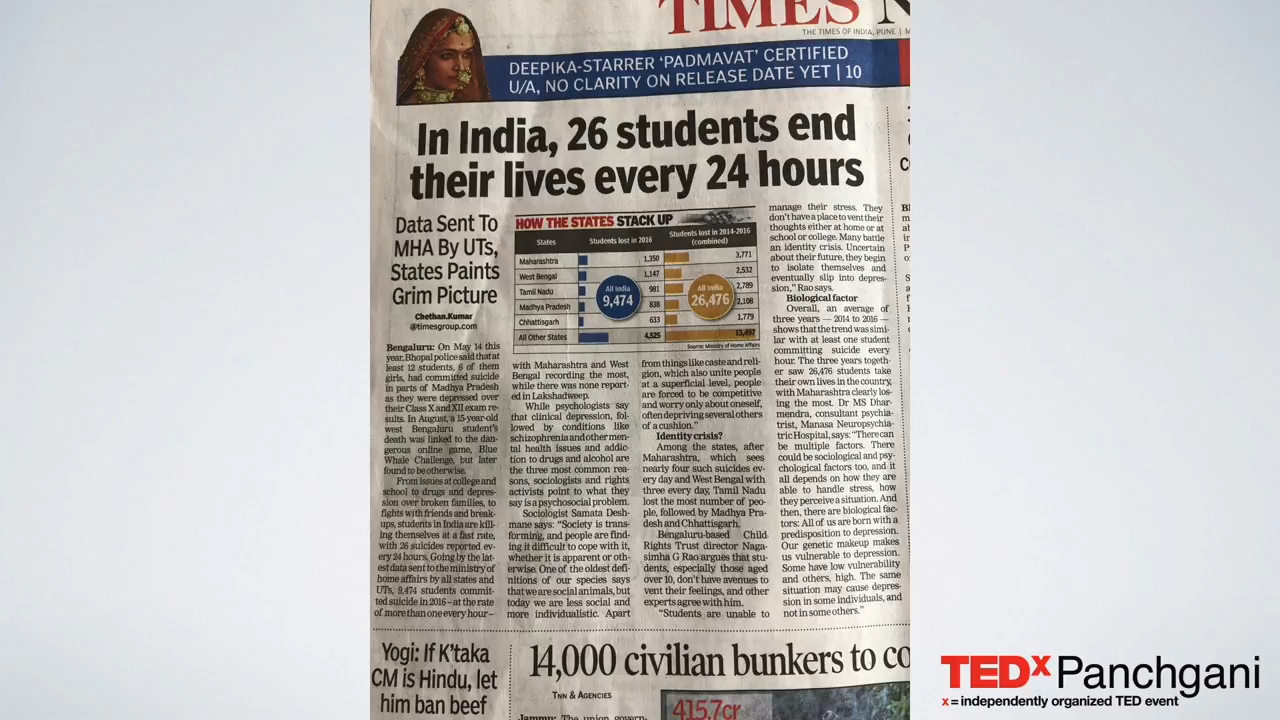 TIMES
THE TIMES OF INDIA, PUNE |
DEEPIKA-STARRER ‘PADMAVAT’ CERTIFIED
U/A, NO CLARITY ON RELEASE DATE YET | 10
In India, 26 students end
their lives every 24 hours
Data Sent To
MHA By UTs,
States Paints
Grim Picture
Chethan.Kumar
@timesgroup.com
Bengaluru: On May 14 this
year, Bhopal police said that at
least 12 students, 6 of them
girls, had committed suicide
in parts of Madhya Pradesh
as they were depressed over
their Class X and XII exam re-
sults. In August, a 15-year-old
west Bengaluru student's
death was linked to the dan-
gerous online game, Blue
Whale Challenge, but later
found to be otherwise.
From issues at college and
school to drugs and depres-
sion over broken families, to
fights with friends and break-
ups, students in India are kill-
ing themselves at a fast rate,
with 26 suicides reported ev-
ery 24 hours. Going by the lat-
est data sent to the ministry of
home affairs by all states and
UTs, 9,474 students commit-
ted suicide in 2016 – at the rate
of more than one every hour –
HOW THE STATES STACK UP
States Students lost in 2016 Students lost in 2014-2016
(combined)
Maharashtra 1,350 3,771
West Bengal 1,147 2,532
Tamil Nadu 981 2,789
Madhya Pradesh 838 2,108
Chhattisgarh 633 1,779
All Other States 4,525 13,497
All India
9,474
All India
26,476
Source: Ministry of Home Affairs
with Maharashtra and West
Bengal recording the most,
while there was none report-
ed in Lakshadweep.
While psychologists say
that clinical depression, fol-
lowed by conditions like
schizophrenia and other men-
tal health issues and addic-
tion to drugs and alcohol are
the three most common rea-
sons, sociologists and rights
activists point to what they
say is a psychosocial problem.
Sociologist Samata Desh-
mane says: “Society is trans-
forming, and people are find-
ing it difficult to cope with it,
whether it is apparent or oth-
erwise. One of the oldest defi-
nitions of our species says
that we are social animals, but
today we are less social and
more individualistic. Apart
from things like caste and reli-
gion, which also unite people
at a superficial level, people
are forced to be competitive
and worry only about oneself,
often depriving several others
of a cushion.”
Identity crisis?
Among the states, after
Maharashtra, which sees
nearly four such suicides ev-
ery day and West Bengal with
three every day, Tamil Nadu
lost the most number of peo-
ple, followed by Madhya Pra-
desh and Chhattisgarh.
Bengaluru-based Child
Rights Trust director Naga-
simha G Rao argues that stu-
dents, especially those aged
over 10, don't have avenues to
vent their feelings, and other
experts agree with him.
“Students are unable to
manage their stress. They
don't have a place to vent their
thoughts either at home or at
school or college. Many battle
an identity crisis. Uncertain
about their future, they begin
to isolate themselves and
eventually slip into depres-
sion,” Rao says.
Biological factor
Overall, an average of
three years — 2014 to 2016 —
shows that the trend was simi-
lar with at least one student
committing suicide every
hour. The three years togeth-
er saw 26,476 students take
their own lives in the country,
with Maharashtra clearly los-
ing the most. Dr MS Dhar-
mendra, consultant psychia-
trist, Manasa Neuropsychia-
tric Hospital, says: “There can
be multiple factors. There
could be sociological and psy-
chological factors too, and it
all depends on how they are
able to handle stress, how
they perceive a situation. And
then, there are biological fac-
tors: All of us are born with a
predisposition to depression.
Our genetic makeup makes
us vulnerable to depression.
Some have low vulnerability
and others, high. The same
situation may cause depres-
sion in some individuals, and
not in some others.”
Yogi: If K'taka
CM is Hindu, let
him ban beef
14,000 civilian bunkers to co
TNN & AGENCIES
Jammu: The union govern-
415.7cr
TEDx Panchgani
x = independently organized TED event